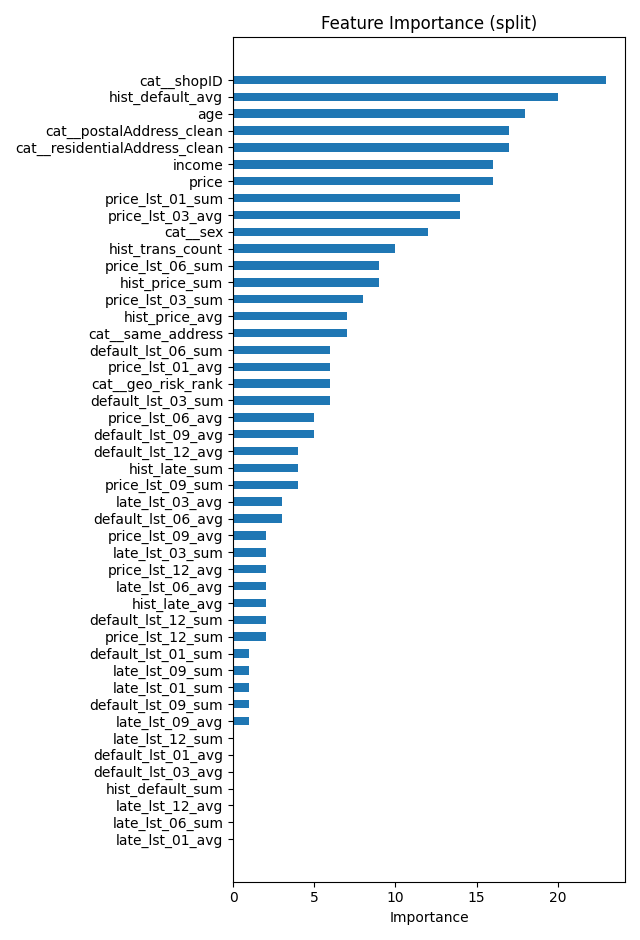 Feature Importance (split)
cat__shopID
hist_default_avg
age
cat__postalAddress_clean
cat__residentialAddress_clean
income
price
price_lst_01_sum
price_lst_03_avg
cat__sex
hist_trans_count
price_lst_06_sum
hist_price_sum
price_lst_03_sum
hist_price_avg
cat__same_address
default_lst_06_sum
price_lst_01_avg
cat__geo_risk_rank
default_lst_03_sum
price_lst_06_avg
default_lst_09_avg
default_lst_12_avg
hist_late_sum
price_lst_09_sum
late_lst_03_avg
default_lst_06_avg
price_lst_09_avg
late_lst_03_sum
price_lst_12_avg
late_lst_06_avg
hist_late_avg
default_lst_12_sum
price_lst_12_sum
default_lst_01_sum
late_lst_09_sum
late_lst_01_sum
default_lst_09_sum
late_lst_09_avg
late_lst_12_sum
default_lst_01_avg
default_lst_03_avg
hist_default_sum
late_lst_12_avg
late_lst_06_sum
late_lst_01_avg
0 5 10 15 20
Importance